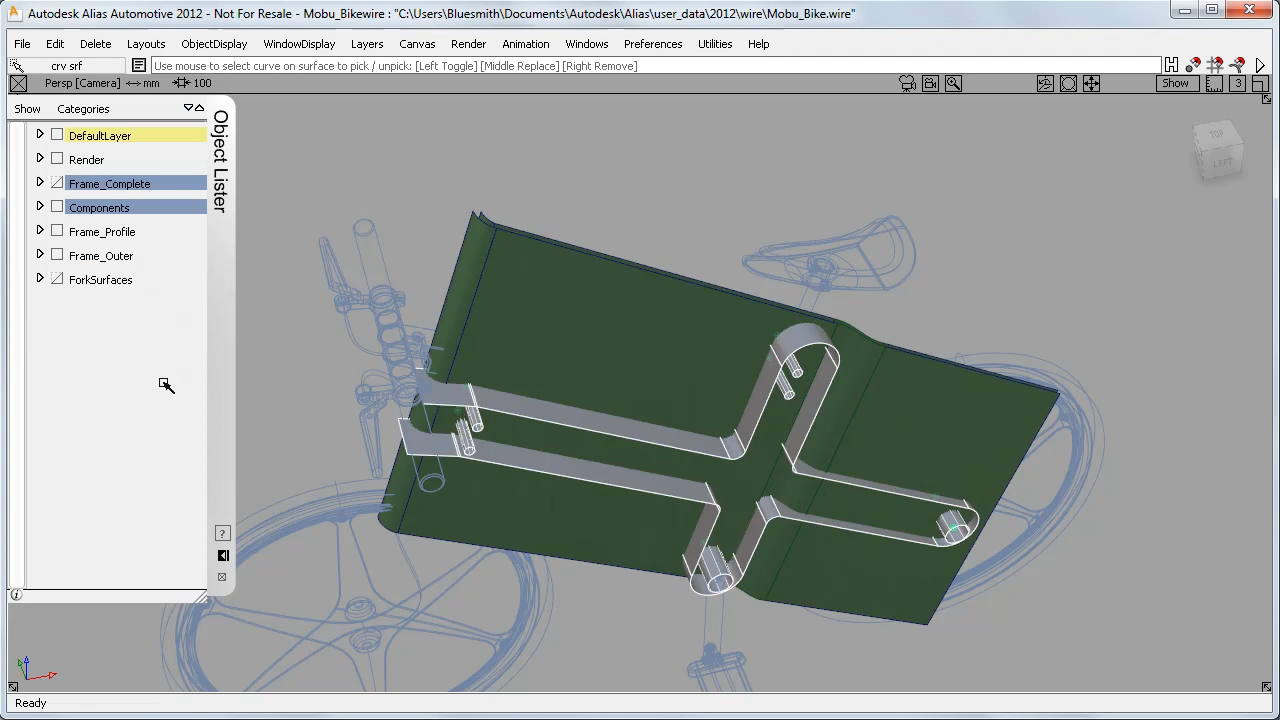 Autodesk Alias Automotive 2012 - Not For Resale - Mobu_Bikewire : "C:\Users\Bluesmith\Documents\Autodesk\Alias\user_data\2012\wire\Mobu_Bike.wire"
File Edit Delete Layouts ObjectDisplay WindowDisplay Layers Canvas Render Animation Windows Preferences Utilities Help
crv srf Use mouse to select curve on surface to pick / unpick: [Left Toggle] [Middle Replace] [Right Remove]
Persp [Camera] mm 100 Show 3
Show Categories
Object Lister
DefaultLayer
Render
Frame_Complete
Components
Frame_Profile
Frame_Outer
ForkSurfaces
TOP
LEFT
?
i
Ready